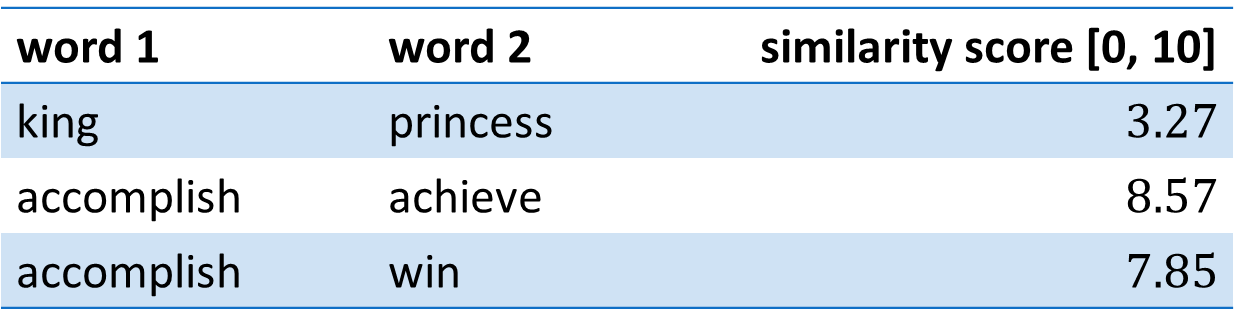 word 1 word 2 similarity score [0, 10]
king princess 3.27
accomplish achieve 8.57
accomplish win 7.85